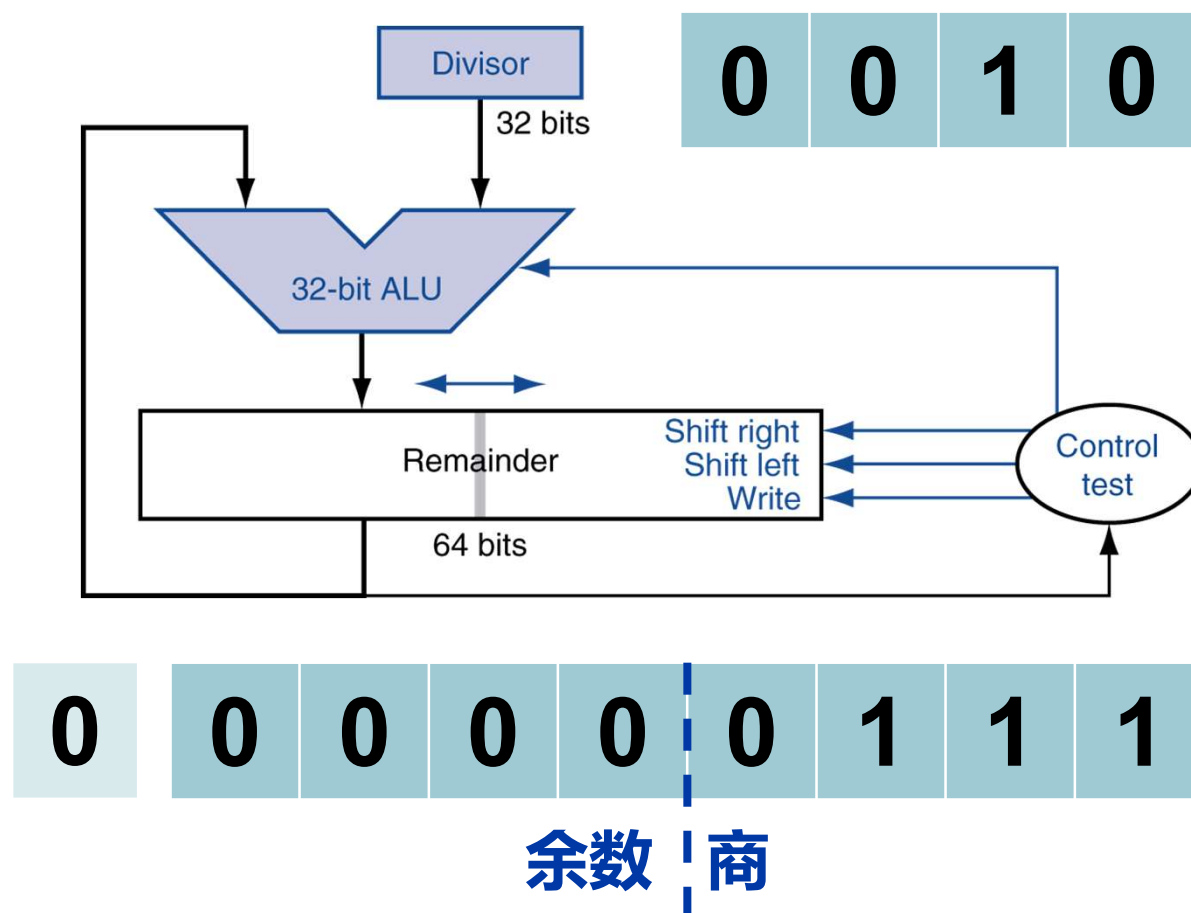 Divisor
0 0 1 0
32 bits
32-bit ALU
Shift right
Remainder
Shift left
Write
Control
test
64 bits
0 0 0 0 0 0 1 1 1
余数 商